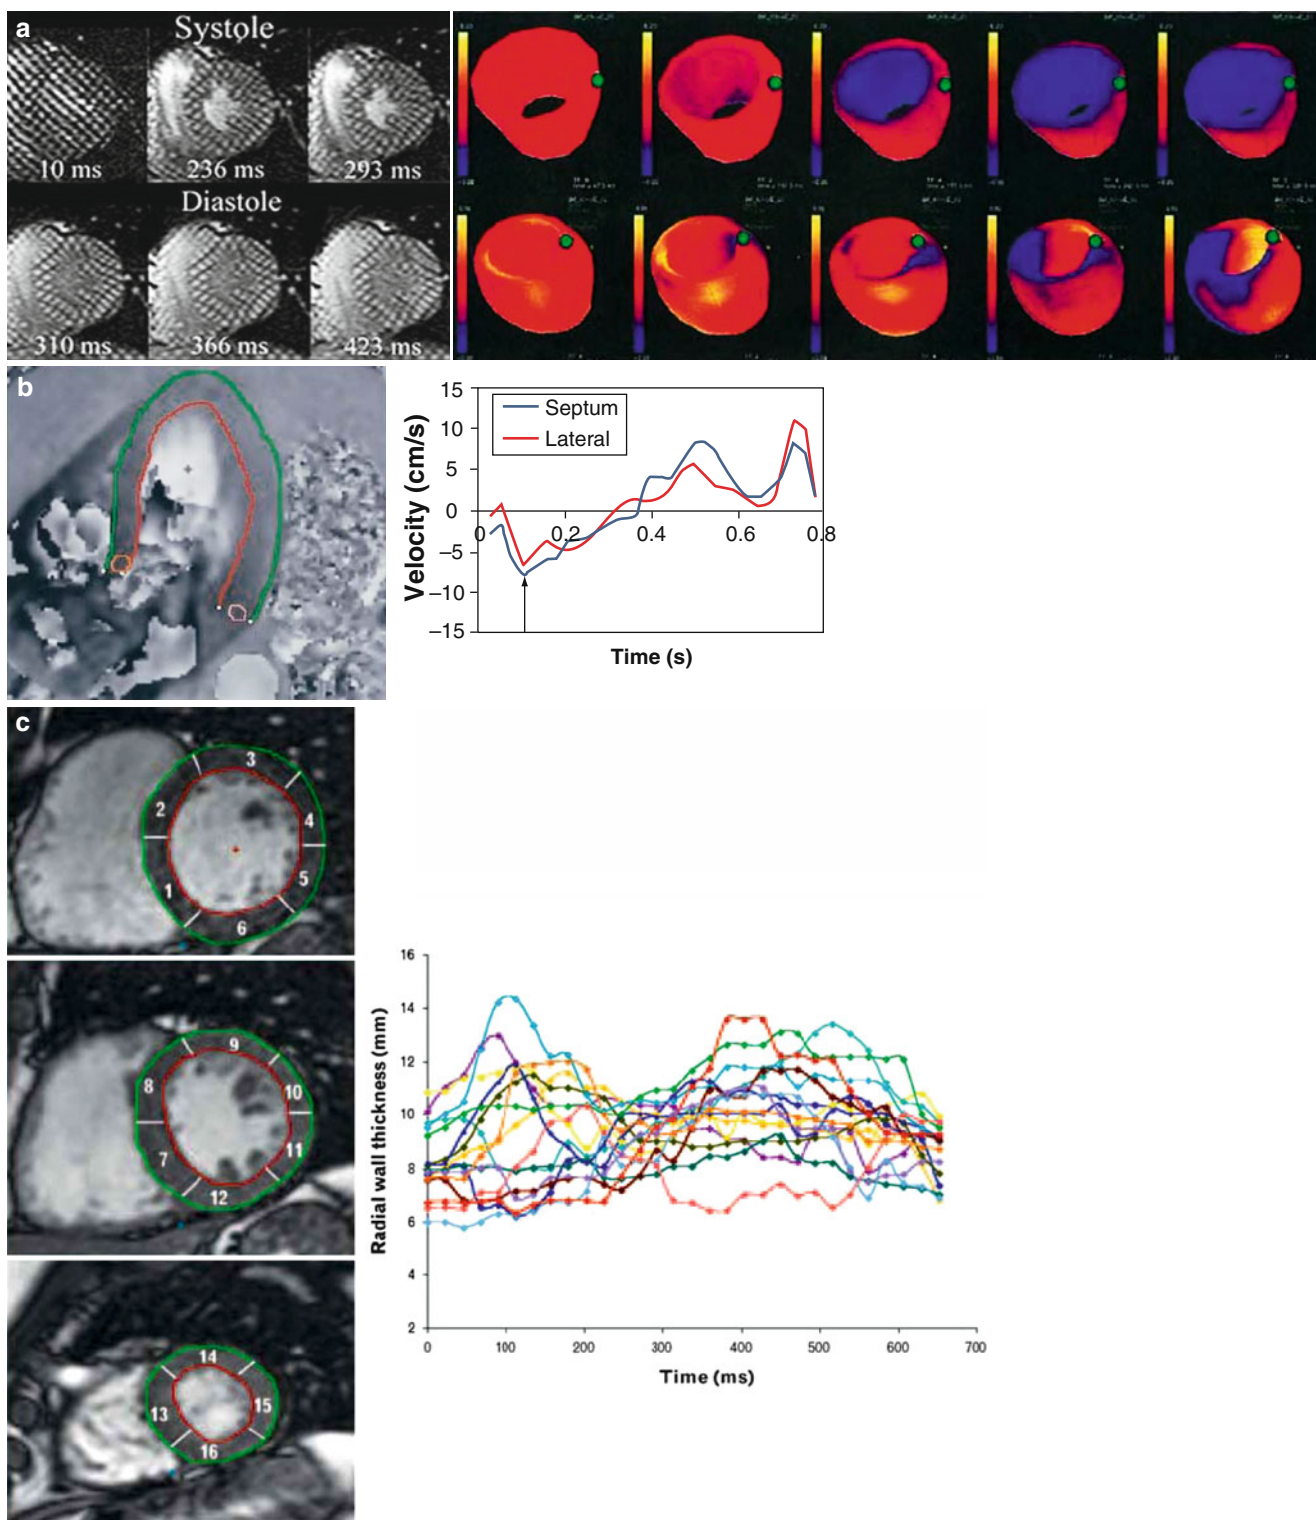 a
Systole
10 ms
236 ms
293 ms
Diastole
310 ms
366 ms
423 ms
b
15
10
5
0
–5
–10
–15
Velocity (cm/s)
Septum
Lateral
0
0.2
0.4
0.6
0.8
Time (s)
c
3
2
4
1
5
6
9
8
10
7
11
12
14
13
15
16
16
14
12
10
8
6
4
2
Radial wall thickness (mm)
0
100
200
300
400
500
600
700
Time (ms)